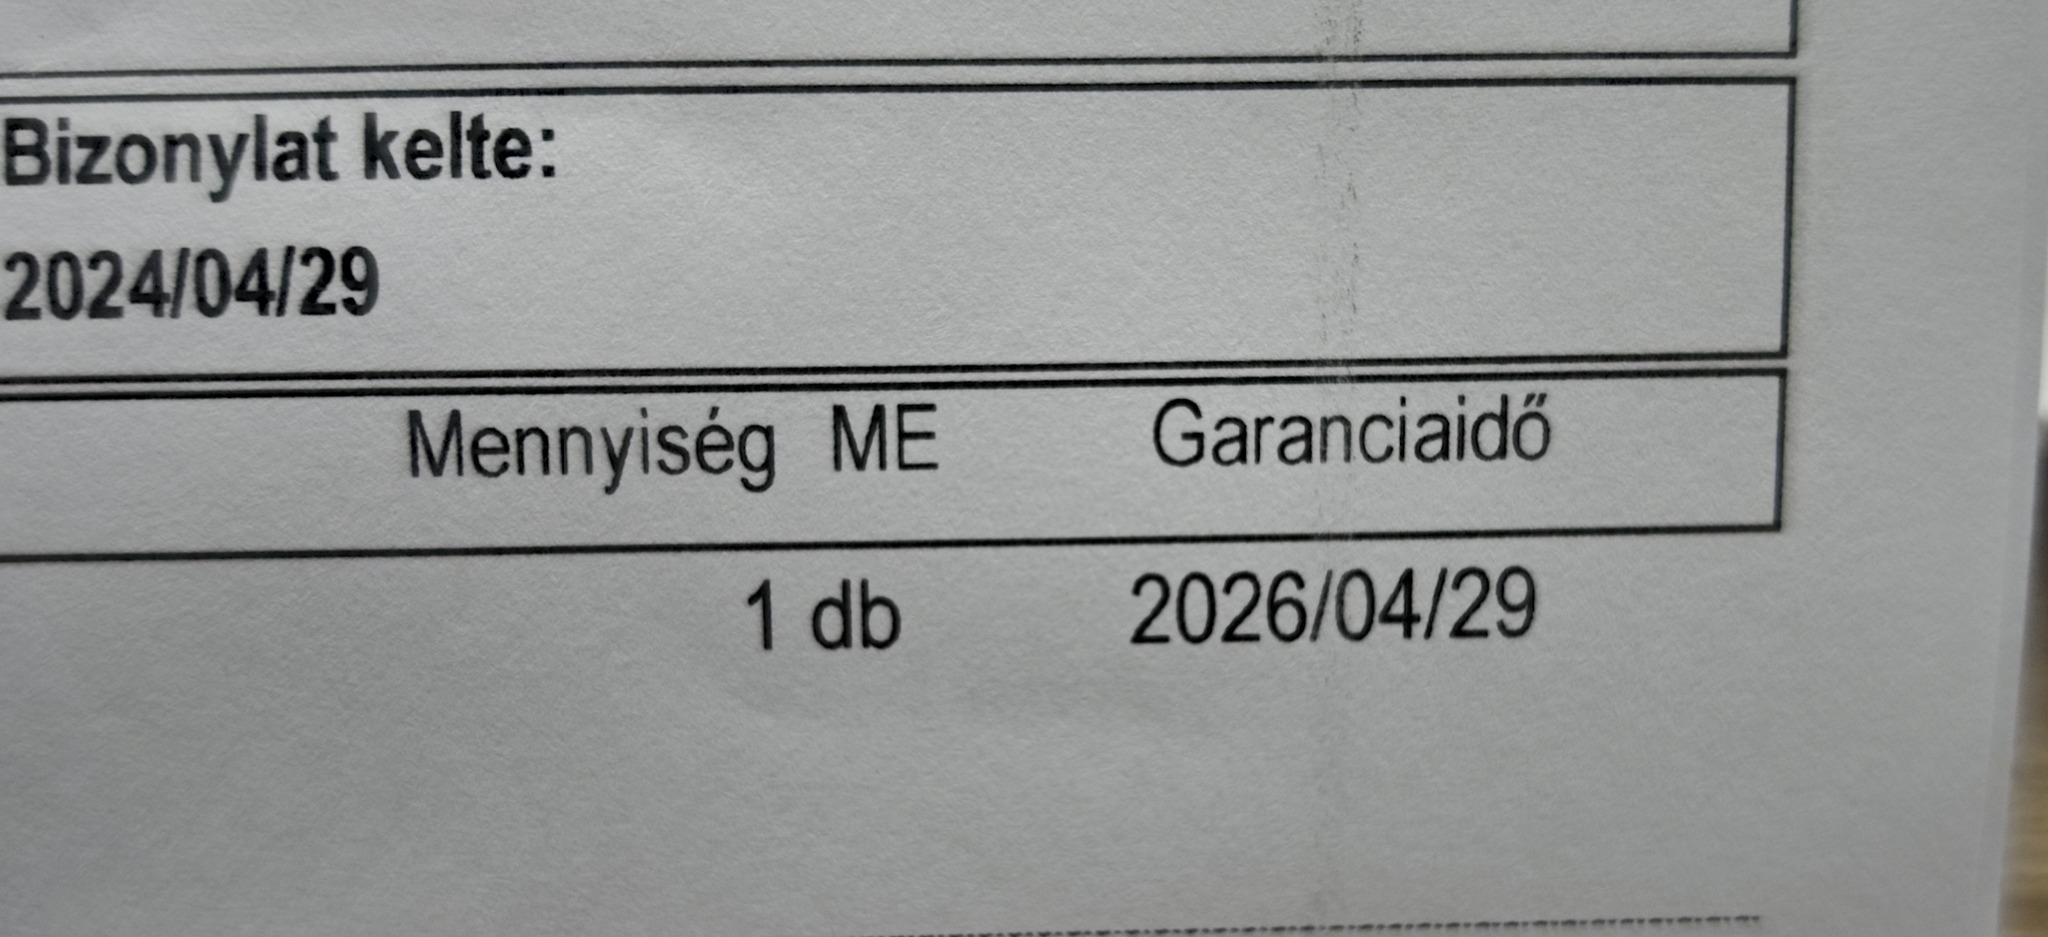 Bizonylat kelte:
2024/04/29
Mennyiség ME Garanciaidő
1 db 2026/04/29